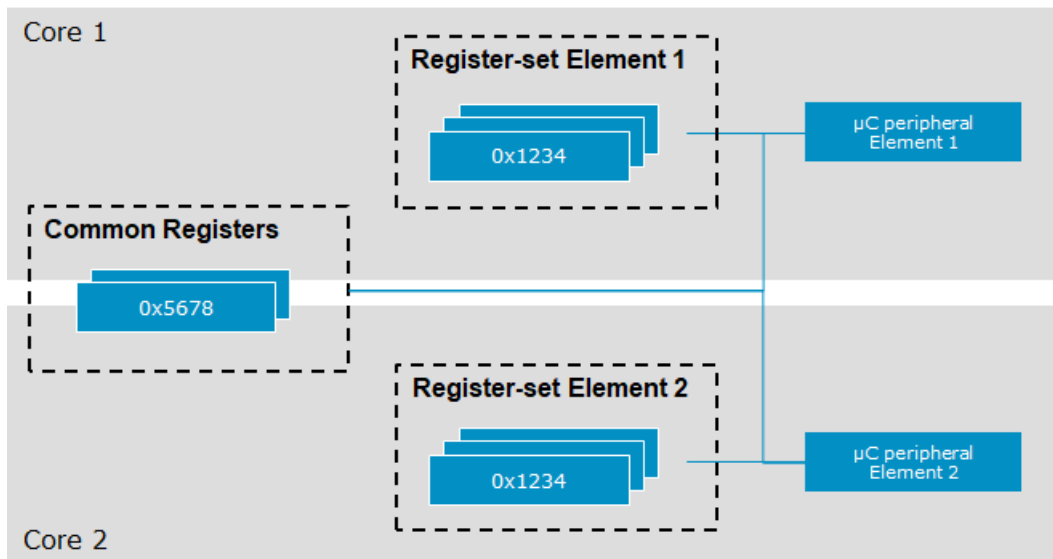 Core 1
Register-set Element 1
0x1234
µC peripheral
Element 1
Common Registers
0x5678
Register-set Element 2
0x1234
µC peripheral
Element 2
Core 2